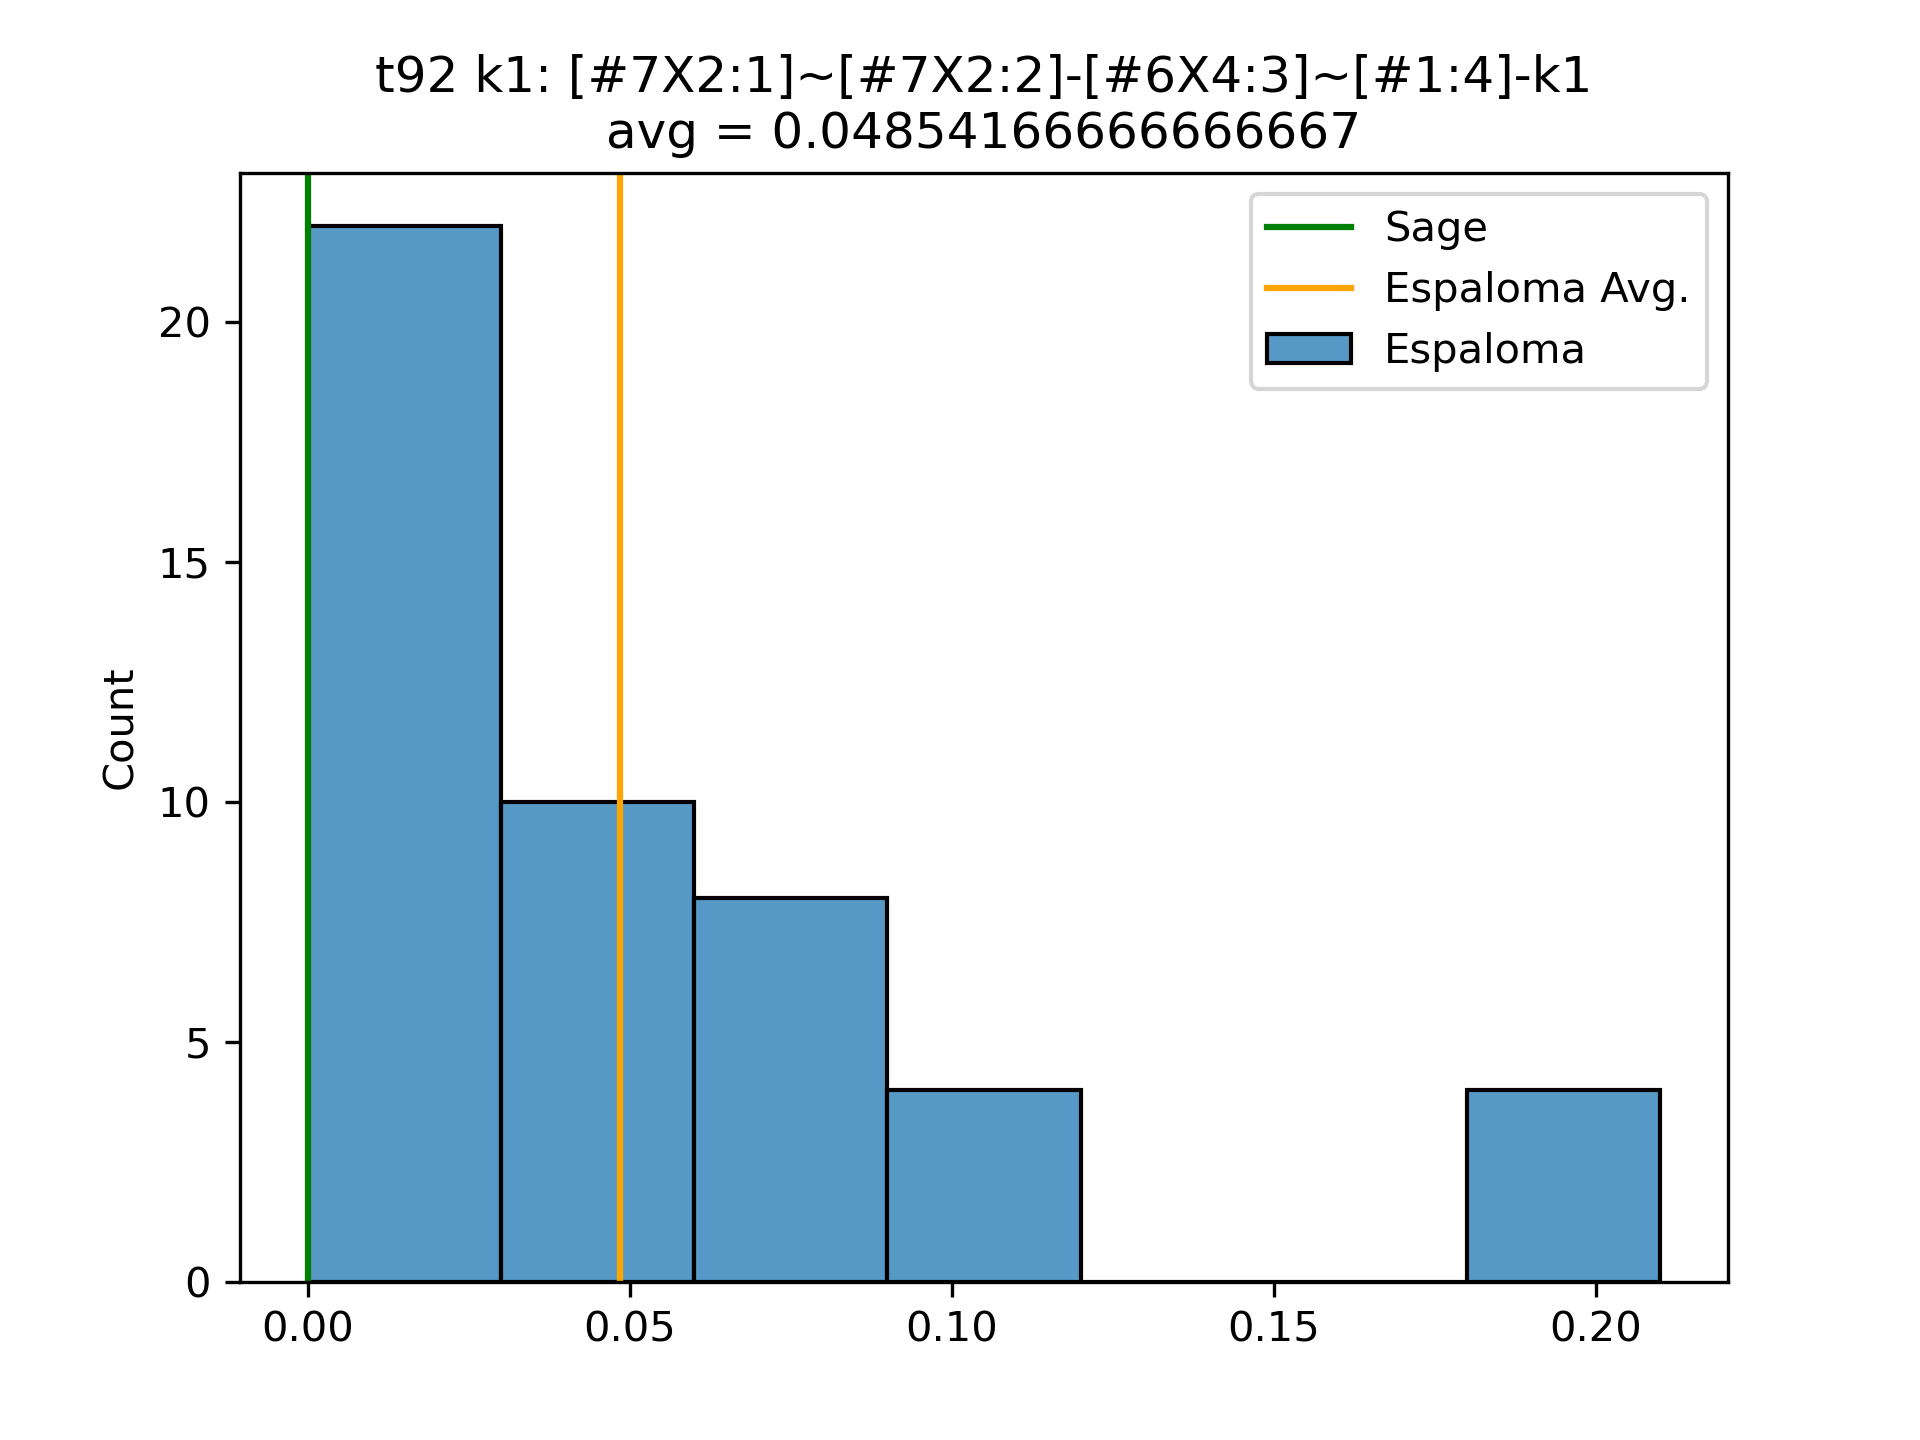 t92 k1: [#7X2:1]~[#7X2:2]-[#6X4:3]~[#1:4]-k1
avg = 0.04854166666666667
Sage
Espaloma Avg.
Espaloma
Count
20
15
10
5
0
0.00 0.05 0.10 0.15 0.20